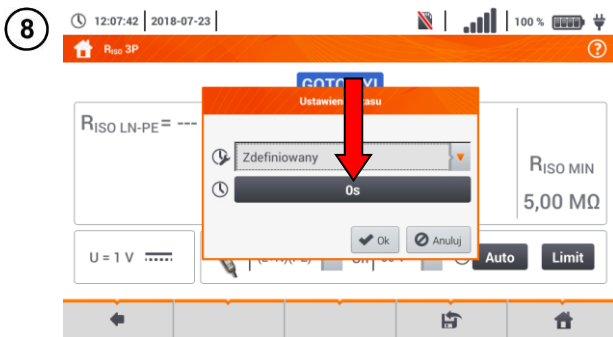 8
12:07:42 2018-07-23 100 %
RISO 3P
Ustawien asu
RISO LN-PE= ---
Zdefiniowany
0s
RISO MIN
5,00 MΩ
Ok Anuluj
U = 1 V Auto Limit